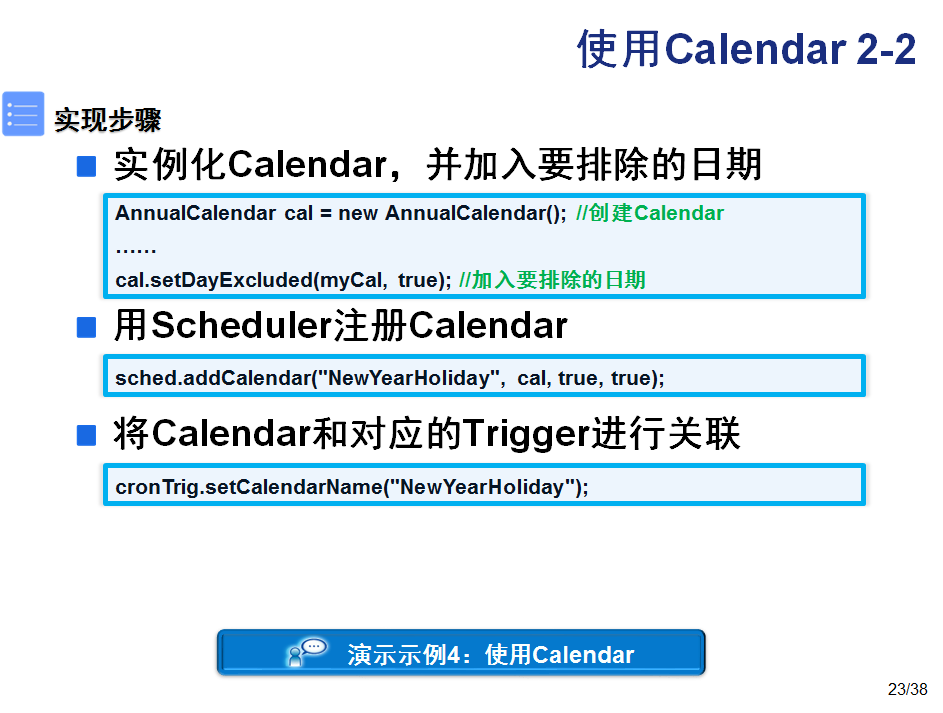 使用Calendar 2-2
实现步骤
实例化Calendar，并加入要排除的日期
AnnualCalendar cal = new AnnualCalendar(); //创建Calendar
……
cal.setDayExcluded(myCal, true); //加入要排除的日期
用Scheduler注册Calendar
sched.addCalendar("NewYearHoliday", cal, true, true);
将Calendar和对应的Trigger进行关联
cronTrig.setCalendarName("NewYearHoliday");
演示示例4：使用Calendar
23/38